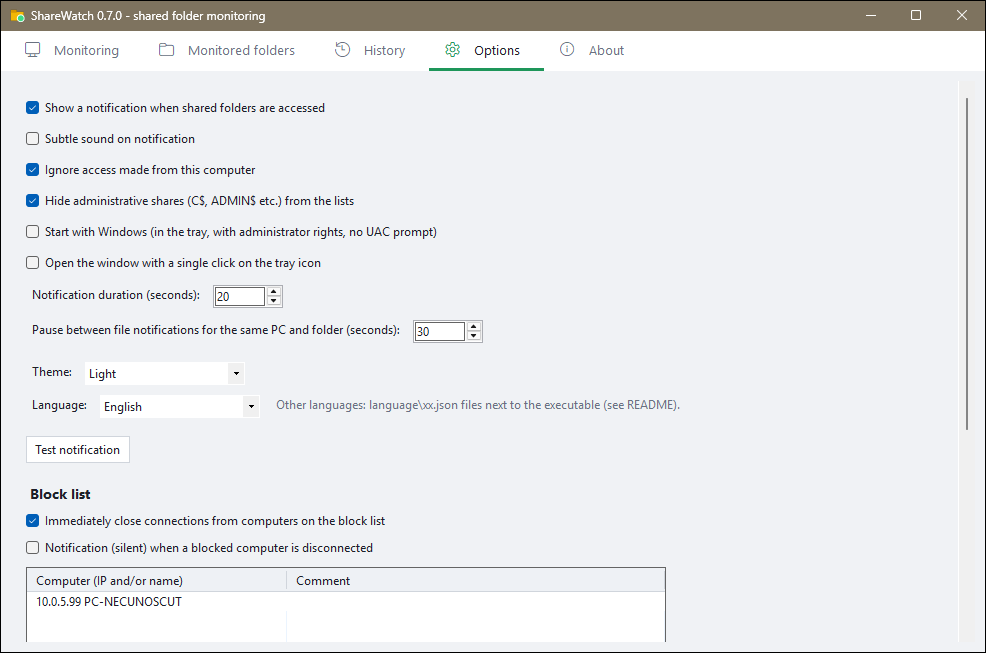 ShareWatch 0.7.0 - shared folder monitoring
Monitoring Monitored folders History Options About
Show a notification when shared folders are accessed
Subtle sound on notification
Ignore access made from this computer
Hide administrative shares (C$, ADMIN$ etc.) from the lists
Start with Windows (in the tray, with administrator rights, no UAC prompt)
Open the window with a single click on the tray icon
Notification duration (seconds): 20
Pause between file notifications for the same PC and folder (seconds): 30
Theme: Light
Language: English Other languages: language\xx.json files next to the executable (see README).
Test notification
Block list
Immediately close connections from computers on the block list
Notification (silent) when a blocked computer is disconnected
Computer (IP and/or name) Comment
10.0.5.99 PC-NECUNOSCUT